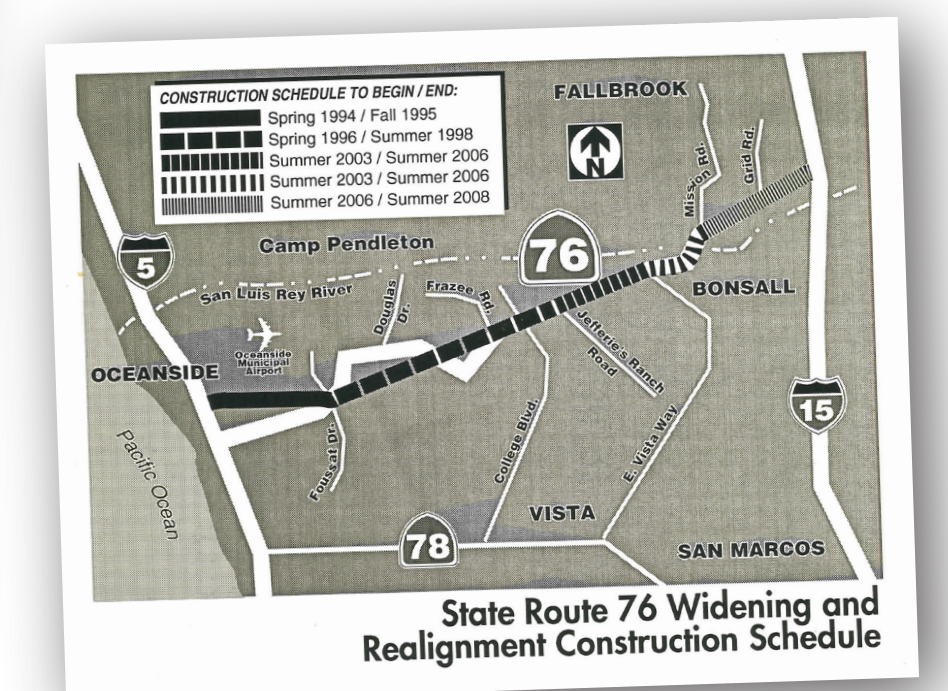 CONSTRUCTION SCHEDULE TO BEGIN / END:
Spring 1994 / Fall 1995
Spring 1996 / Summer 1998
Summer 2003 / Summer 2006
Summer 2003 / Summer 2006
Summer 2006 / Summer 2008
FALLBROOK
N
Mission Rd.
Grid Rd.
5
Camp Pendleton
76
San Luis Rey River
Douglas
Dr.
Frazee Rd.
BONSALL
Oceanside
Municipal
Airport
OCEANSIDE
Jefferie's Ranch
Road
15
Pacific Ocean
Foussat Dr.
College Blvd.
E. Vista Way
VISTA
78
SAN MARCOS
State Route 76 Widening and
Realignment Construction Schedule